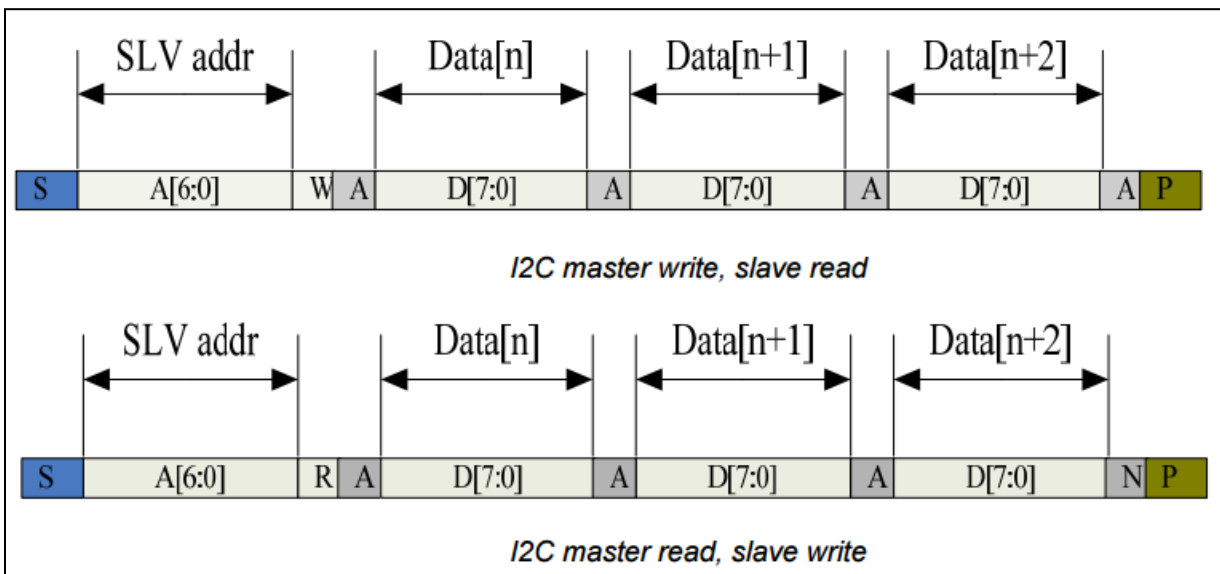 SLV addr Data[n] Data[n+1] Data[n+2]
S A[6:0] W A D[7:0] A D[7:0] A D[7:0] A P
I2C master write, slave read
SLV addr Data[n] Data[n+1] Data[n+2]
S A[6:0] R A D[7:0] A D[7:0] A D[7:0] N P
I2C master read, slave write